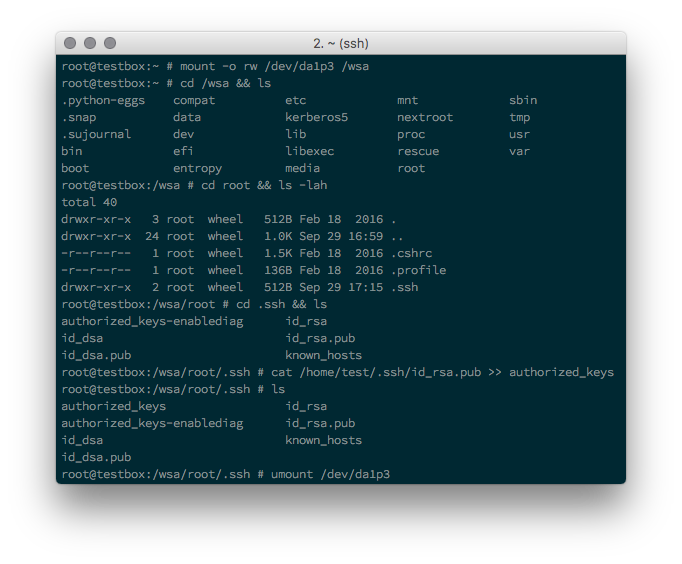 2. ~ (ssh)
root@testbox:~ # mount -o rw /dev/da1p3 /wsa
root@testbox:~ # cd /wsa && ls
.python-eggs    compat          etc             mnt             sbin
.snap           data            kerberos5       nextroot        tmp
.sujournal      dev             lib             proc            usr
bin             efi             libexec         rescue          var
boot            entropy         media           root
root@testbox:/wsa # cd root && ls -lah
total 40
drwxr-xr-x   3 root  wheel   512B Feb 18  2016 .
drwxr-xr-x  24 root  wheel   1.0K Sep 29 16:59 ..
-r--r--r--   1 root  wheel   1.5K Feb 18  2016 .cshrc
-r--r--r--   1 root  wheel   136B Feb 18  2016 .profile
drwxr-xr-x   2 root  wheel   512B Sep 29 17:15 .ssh
root@testbox:/wsa/root # cd .ssh && ls
authorized_keys-enablediag      id_rsa
id_dsa                          id_rsa.pub
id_dsa.pub                      known_hosts
root@testbox:/wsa/root/.ssh # cat /home/test/.ssh/id_rsa.pub >> authorized_keys
root@testbox:/wsa/root/.ssh # ls
authorized_keys                 id_rsa
authorized_keys-enablediag      id_rsa.pub
id_dsa                          known_hosts
id_dsa.pub
root@testbox:/wsa/root/.ssh # umount /dev/da1p3